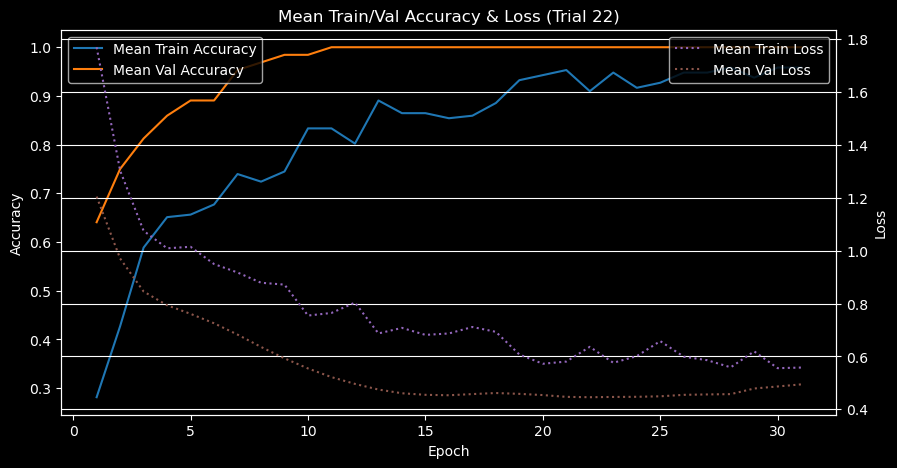 Mean Train/Val Accuracy & Loss (Trial 22)
Mean Train Accuracy
Mean Val Accuracy
Mean Train Loss
Mean Val Loss
1.0
0.9
0.8
0.7
0.6
0.5
0.4
0.3
Accuracy
1.8
1.6
1.4
1.2
1.0
0.8
0.6
0.4
Loss
0
5
10
15
20
25
30
Epoch